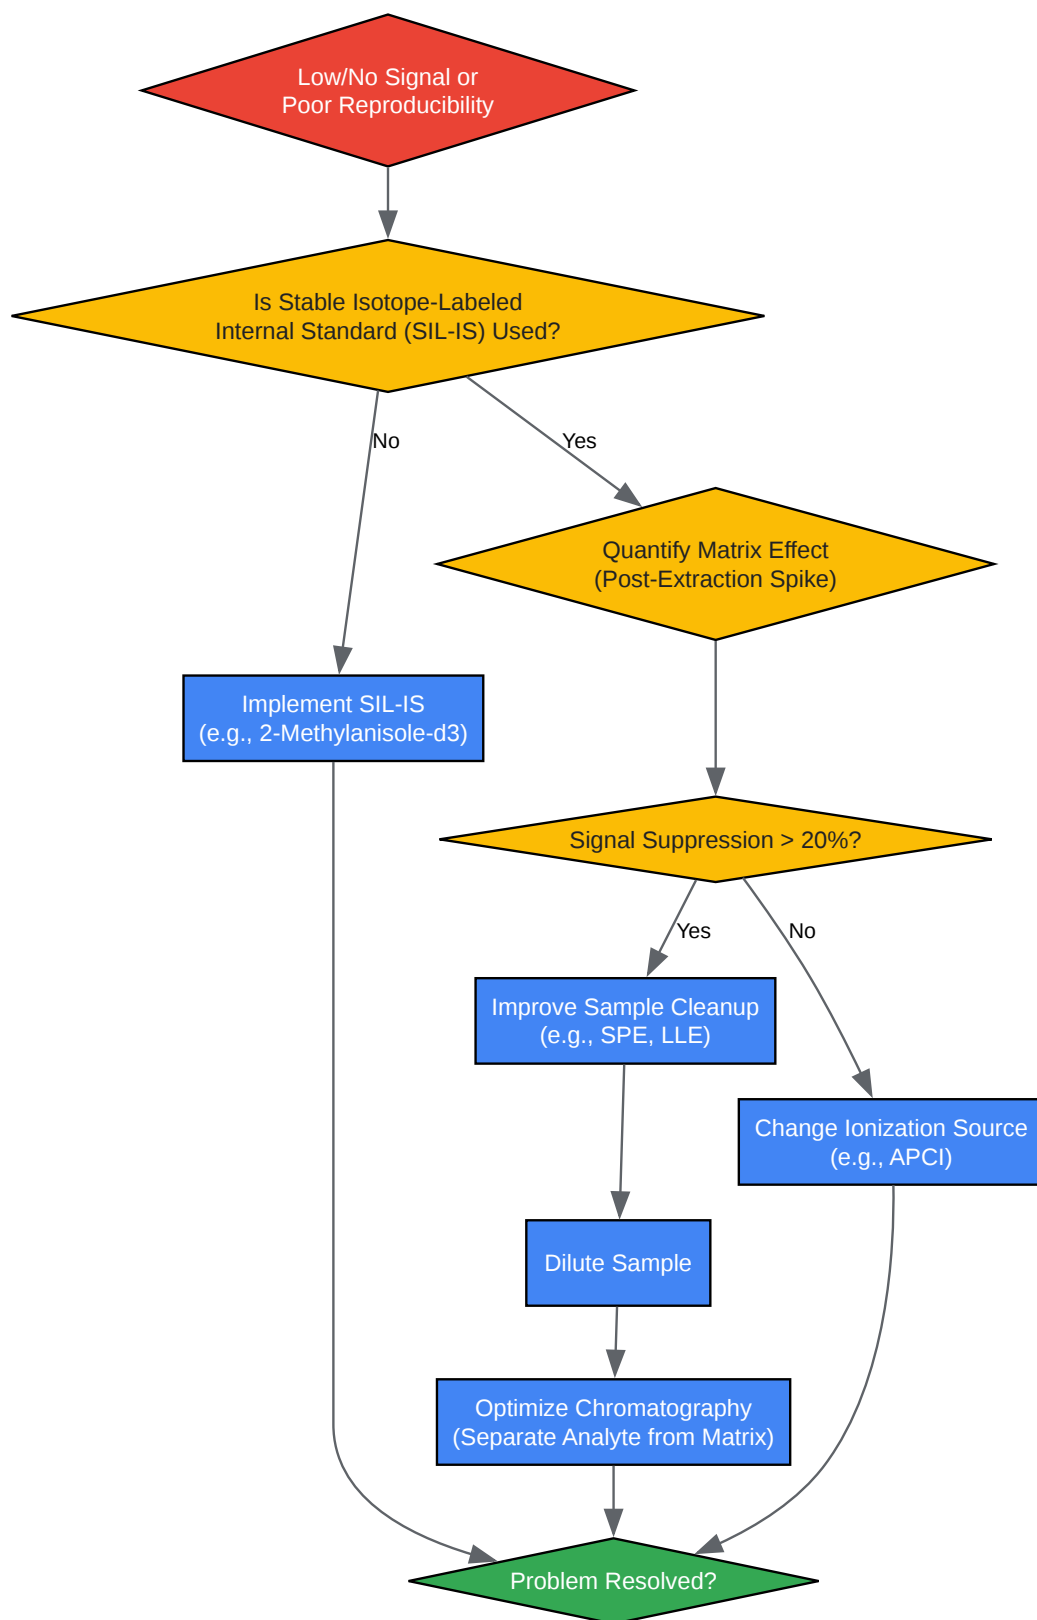 Low/No Signal or
Poor Reproducibility
Is Stable Isotope-Labeled
Internal Standard (SIL-IS) Used?
No
Yes
Quantify Matrix Effect
(Post-Extraction Spike)
Implement SIL-IS
(e.g., 2-Methylanisole-d3)
Signal Suppression > 20%?
Yes
No
Improve Sample Cleanup
(e.g., SPE, LLE)
Change Ionization Source
(e.g., APCI)
Dilute Sample
Optimize Chromatography
(Separate Analyte from Matrix)
Problem Resolved?